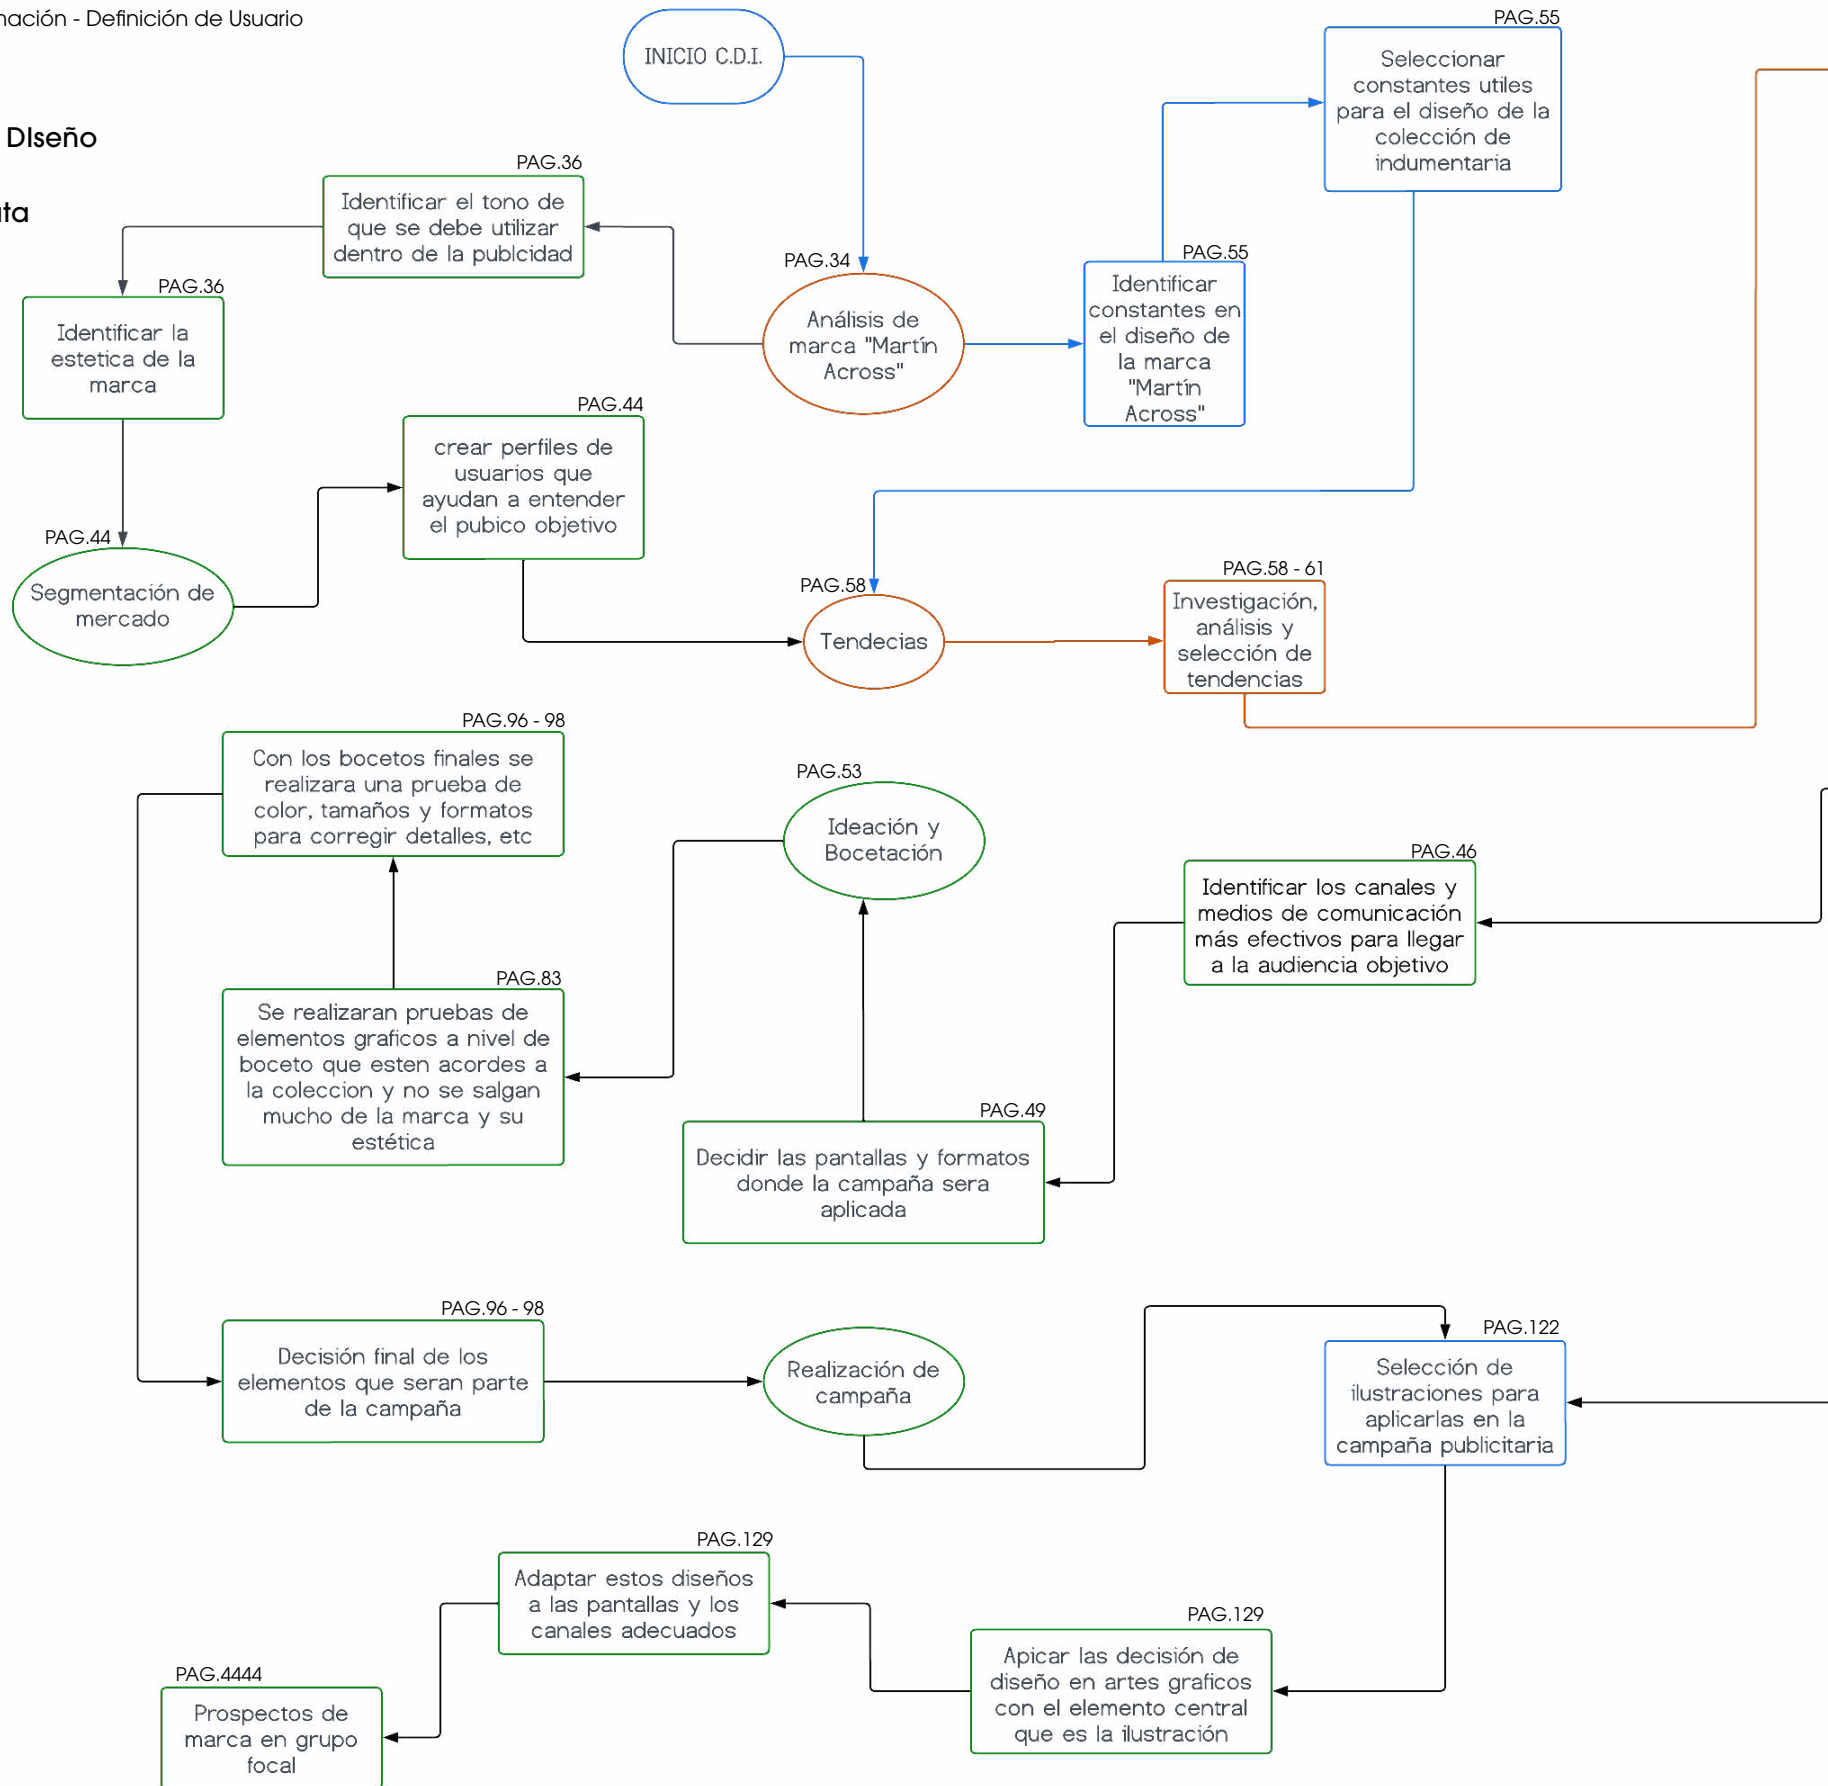 nación - Definición de Usuario
DIseño
ata
INICIO C.D.I.
PAG.55
Seleccionar
constantes utiles
para el diseño de la
colección de
indumentaria
PAG.36
Identificar el tono de
que se debe utilizar
dentro de la publcidad
PAG.36
Identificar la
estetica de la
marca
PAG.34
Análisis de
marca "Martín
Across"
PAG.55
Identificar
constantes en
el diseño de
la marca
"Martín
Across"
PAG.44
crear perfiles de
usuarios que
ayudan a entender
el pubico objetivo
PAG.44
Segmentación de
mercado
PAG.58
Tendecias
PAG.58 - 61
Investigación,
análisis y
selección de
tendencias
PAG.96 - 98
Con los bocetos finales se
realizara una prueba de
color, tamaños y formatos
para corregir detalles, etc
PAG.53
Ideación y
Bocetación
PAG.46
Identificar los canales y
medios de comunicación
más efectivos para llegar
a la audiencia objetivo
PAG.83
Se realizaran pruebas de
elementos graficos a nivel de
boceto que esten acordes a
la coleccion y no se salgan
mucho de la marca y su
estética
PAG.49
Decidir las pantallas y formatos
donde la campaña sera
aplicada
PAG.96 - 98
Decisión final de los
elementos que seran parte
de la campaña
Realización de
campaña
PAG.122
Selección de
ilustraciones para
aplicarlas en la
campaña publicitaria
PAG.129
Adaptar estos diseños
a las pantallas y los
canales adecuados
PAG.129
Apicar las decisión de
diseño en artes graficos
con el elemento central
que es la ilustración
PAG.4444
Prospectos de
marca en grupo
focal